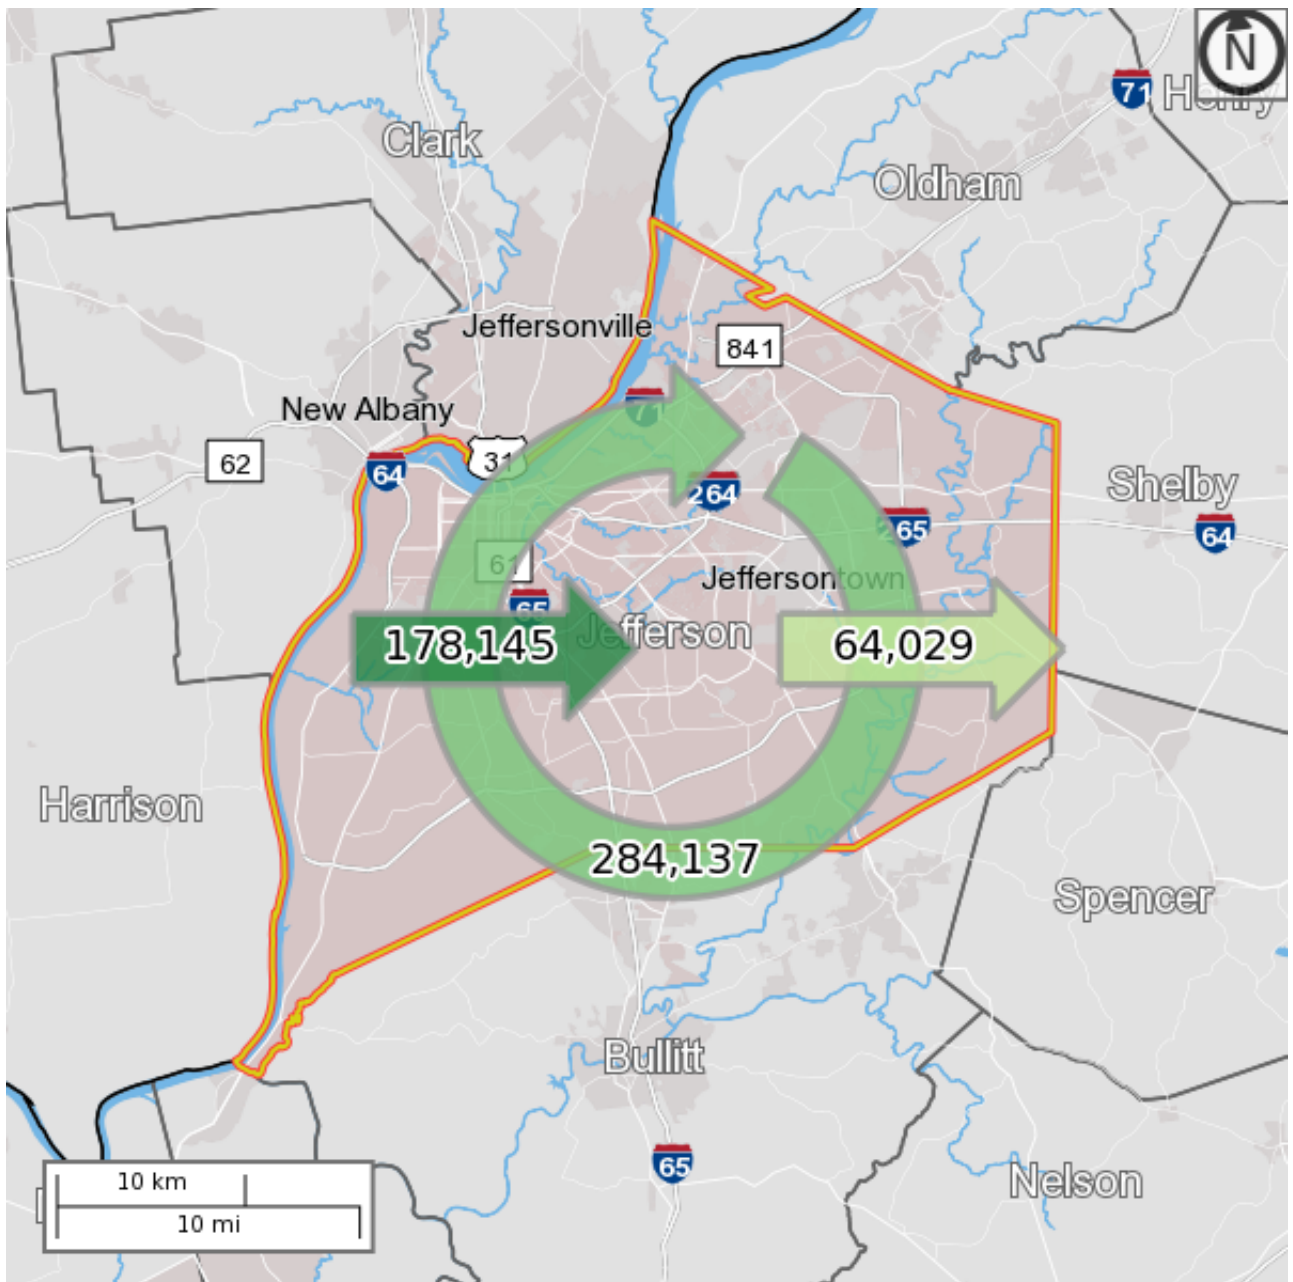 N
71
Henry
Clark
Oldham
Jeffersonville
841
New Albany
71
31
62
64
264
Shelby
265
64
61
Jeffersontown
65
Jefferson
178,145
64,029
Harrison
284,137
Spencer
Bullitt
65
Nelson
10 km
10 mi